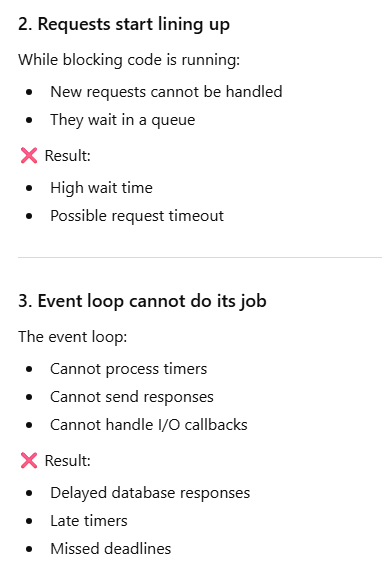 2. Requests start lining up
While blocking code is running:
• New requests cannot be handled
• They wait in a queue
❌ Result:
• High wait time
• Possible request timeout
3. Event loop cannot do its job
The event loop:
• Cannot process timers
• Cannot send responses
• Cannot handle I/O callbacks
❌ Result:
• Delayed database responses
• Late timers
• Missed deadlines